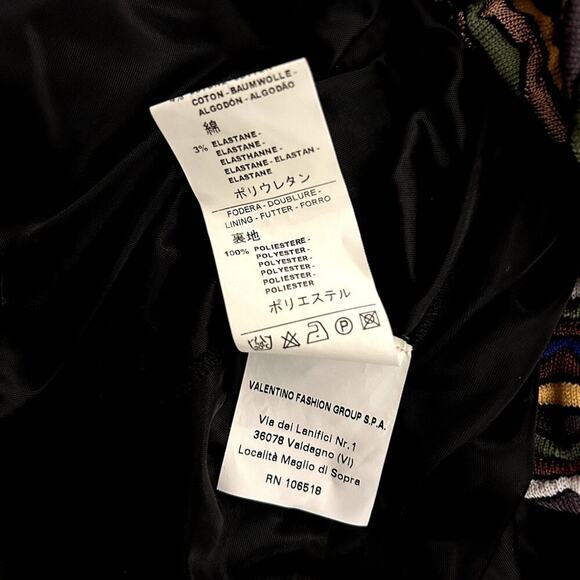 COTON - BAUMWOLLE -
ALGODÓN - ALGODÃO
綿
3% ELASTANE -
ELASTANE -
ELASTHANNE -
ELASTANE - ELASTAN -
ELASTANE
ポリウレタン
FODERA - DOUBLURE -
LINING - FUTTER - FORRO
裏地
100% POLIESTERE -
POLYESTER -
POLYESTER -
POLYESTER -
POLIESTER -
POLIESTER
ポリエステル
P
VALENTINO FASHION GROUP S.P.A.
Via dei Lanifici Nr.1
36078 Valdagno (VI)
Località Maglio di Sopra
RN 106518